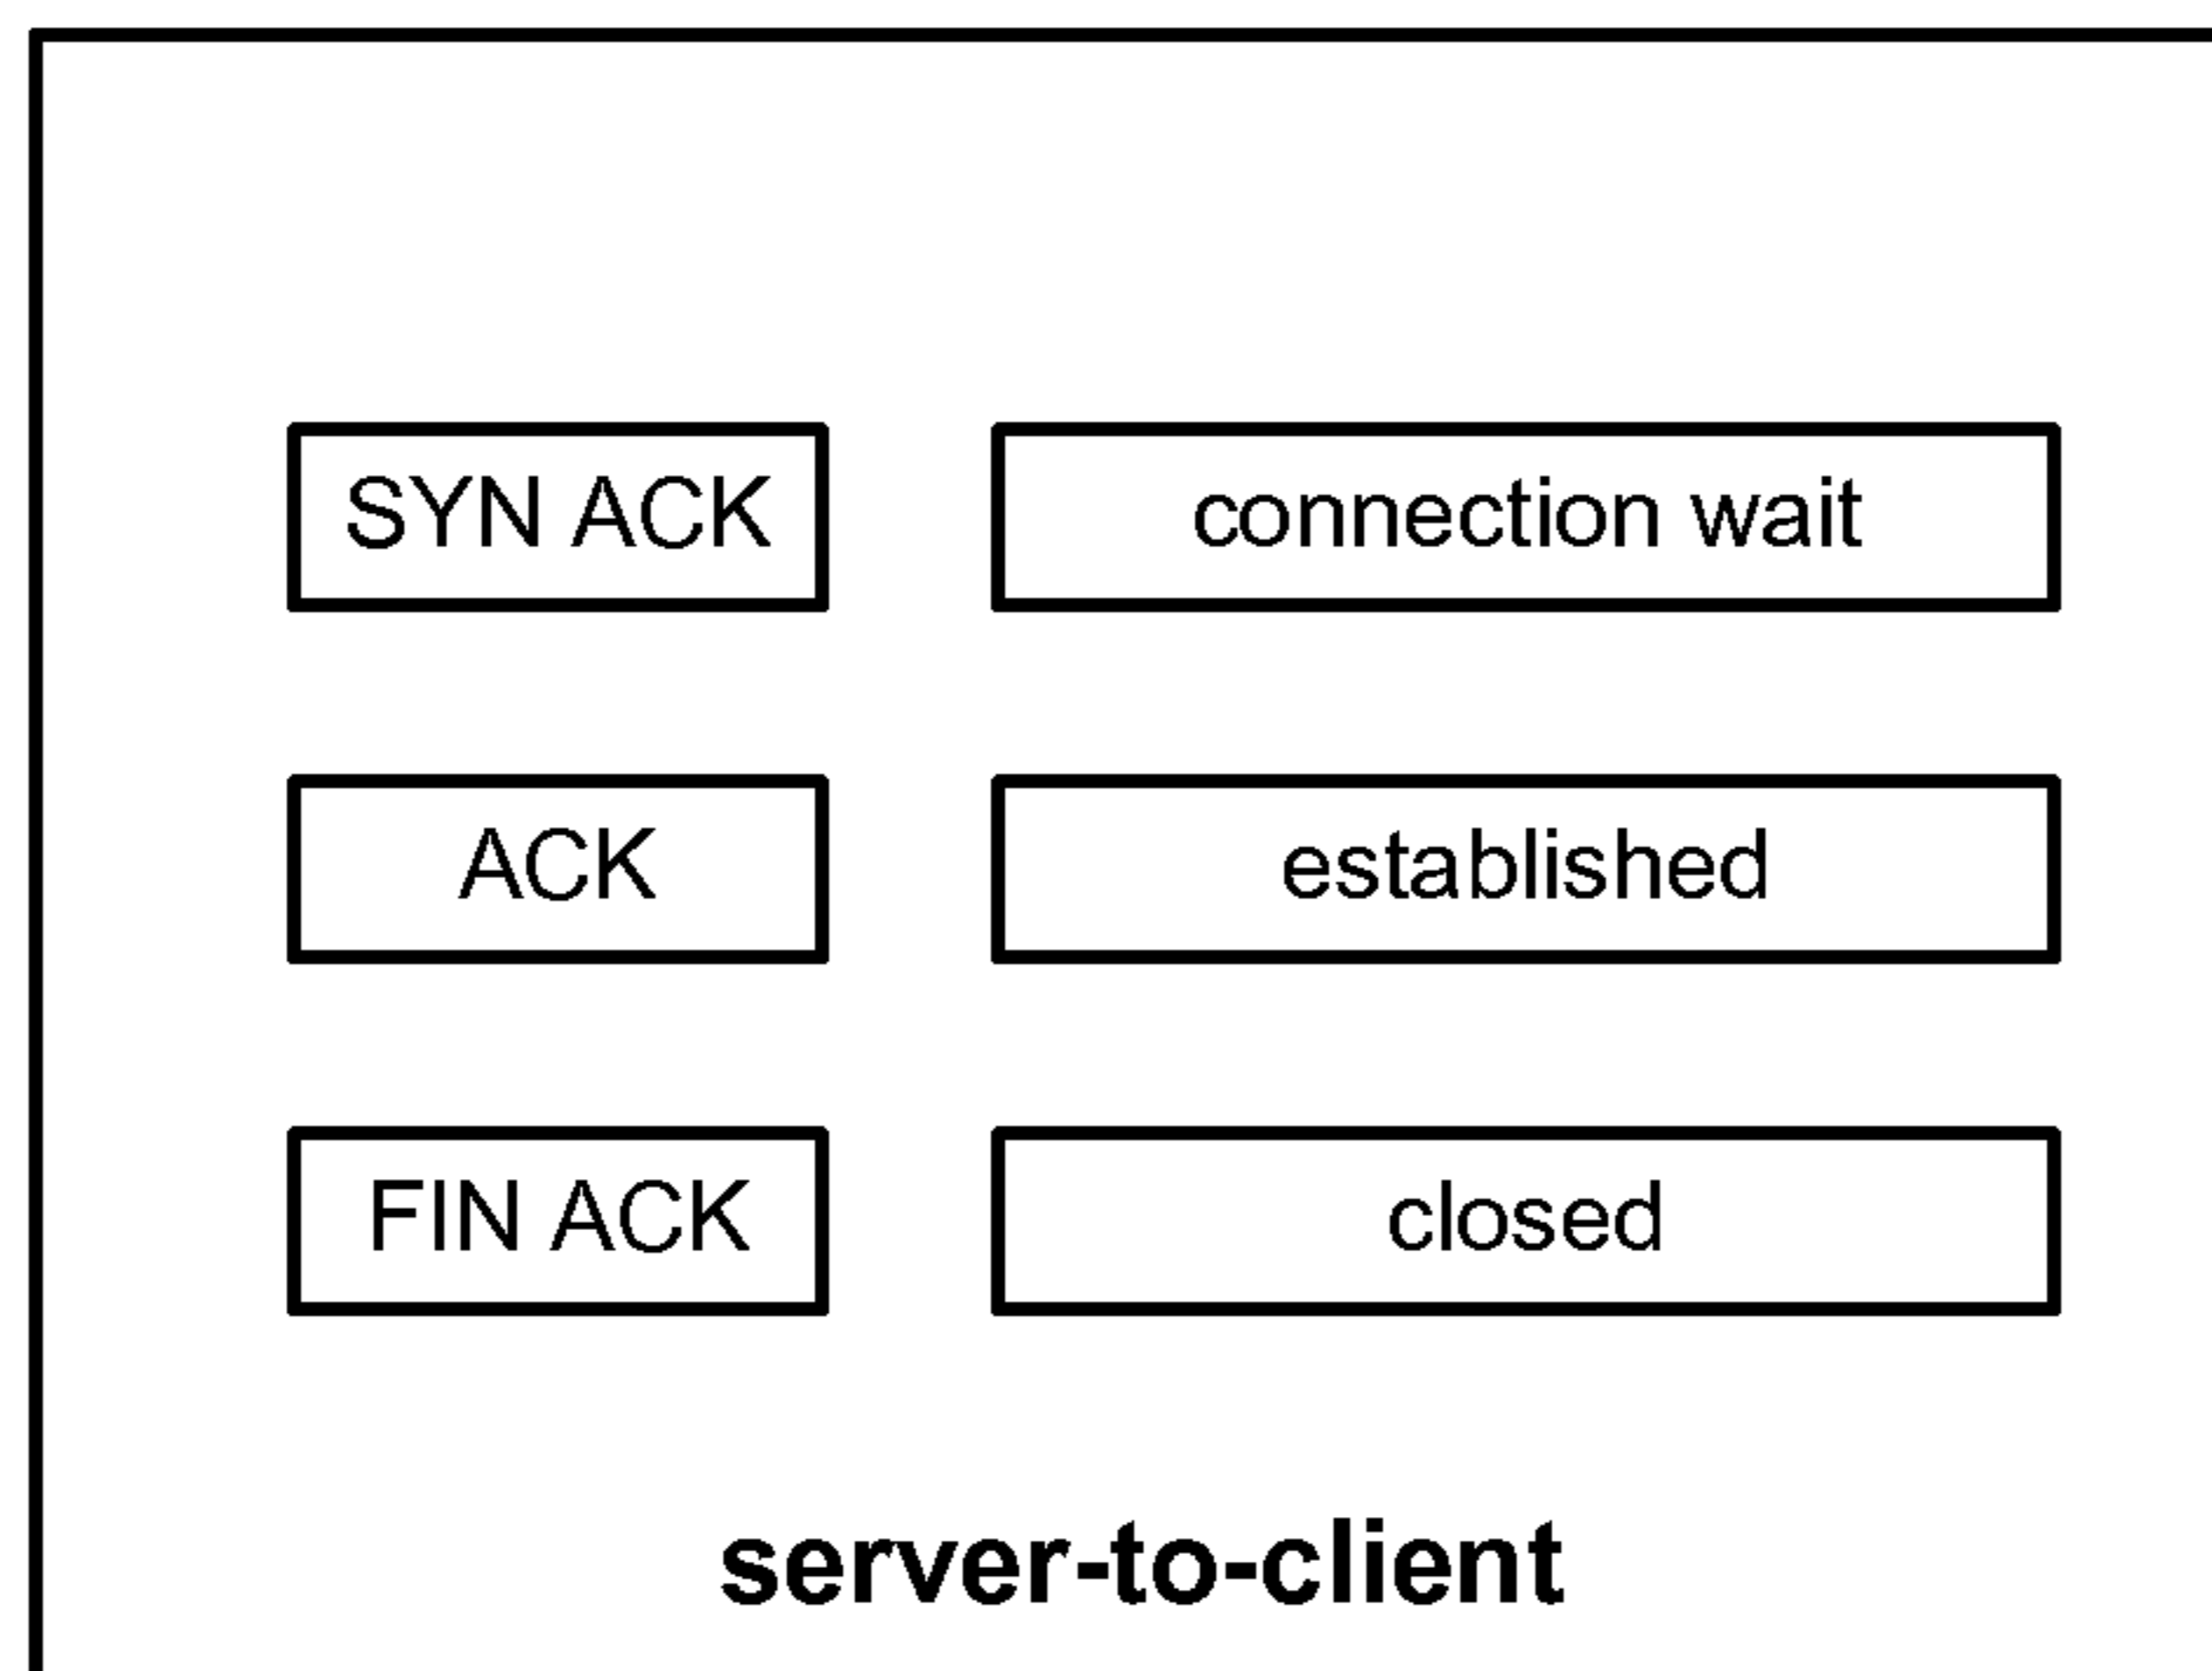 SYN ACK connection wait
ACK established
FIN ACK closed
server-to-client